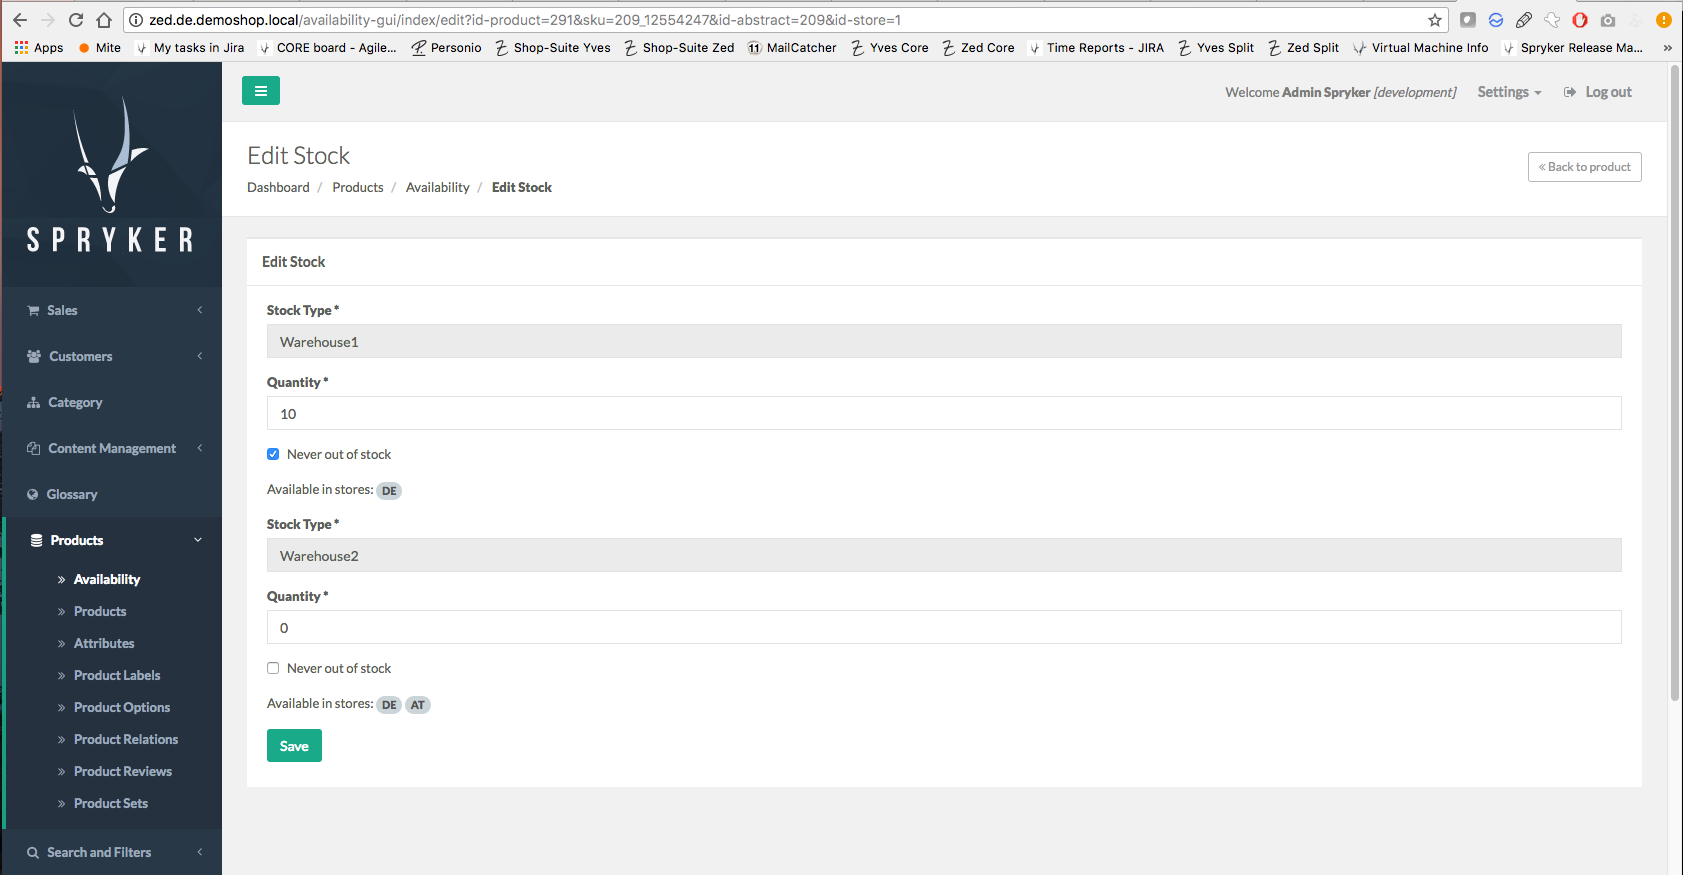 zed.de.demoshop.local/availability-gui/index/edit?id-product=291&sku=209_12554247&id-abstract=209&id-store=1
Apps Mite My tasks in Jira CORE board - Agile... Personio Shop-Suite Yves Shop-Suite Zed 11 MailCatcher Yves Core Zed Core Time Reports - JIRA Yves Split Zed Split Virtual Machine Info Spryker Release Ma... »
Welcome Admin Spryker [development] Settings Log out
SPRYKER
Sales
Customers
Category
Content Management
Glossary
Products
» Availability
» Products
» Attributes
» Product Labels
» Product Options
» Product Relations
» Product Reviews
» Product Sets
Search and Filters
Edit Stock
Dashboard / Products / Availability / Edit Stock
« Back to product
Edit Stock
Stock Type *
Warehouse1
Quantity *
10
Never out of stock
Available in stores: DE
Stock Type *
Warehouse2
Quantity *
0
Never out of stock
Available in stores: DE AT
Save